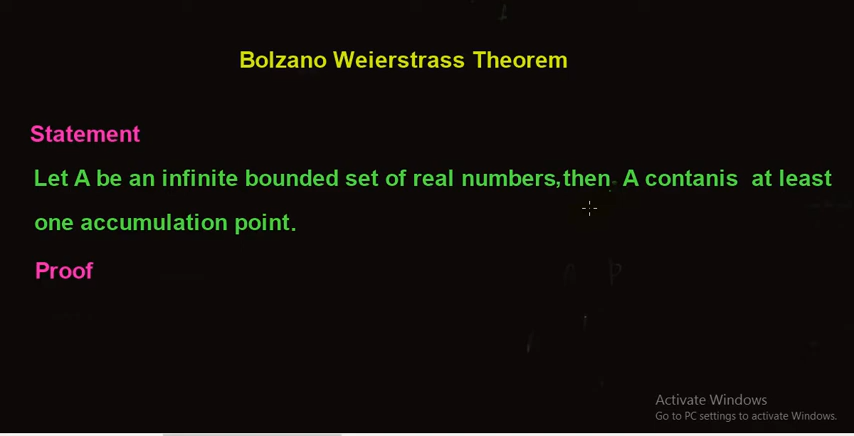 Bolzano Weierstrass Theorem
Statement
Let A be an infinite bounded set of real numbers,then A contanis at least
one accumulation point.
Proof
Activate Windows
Go to PC settings to activate Windows.